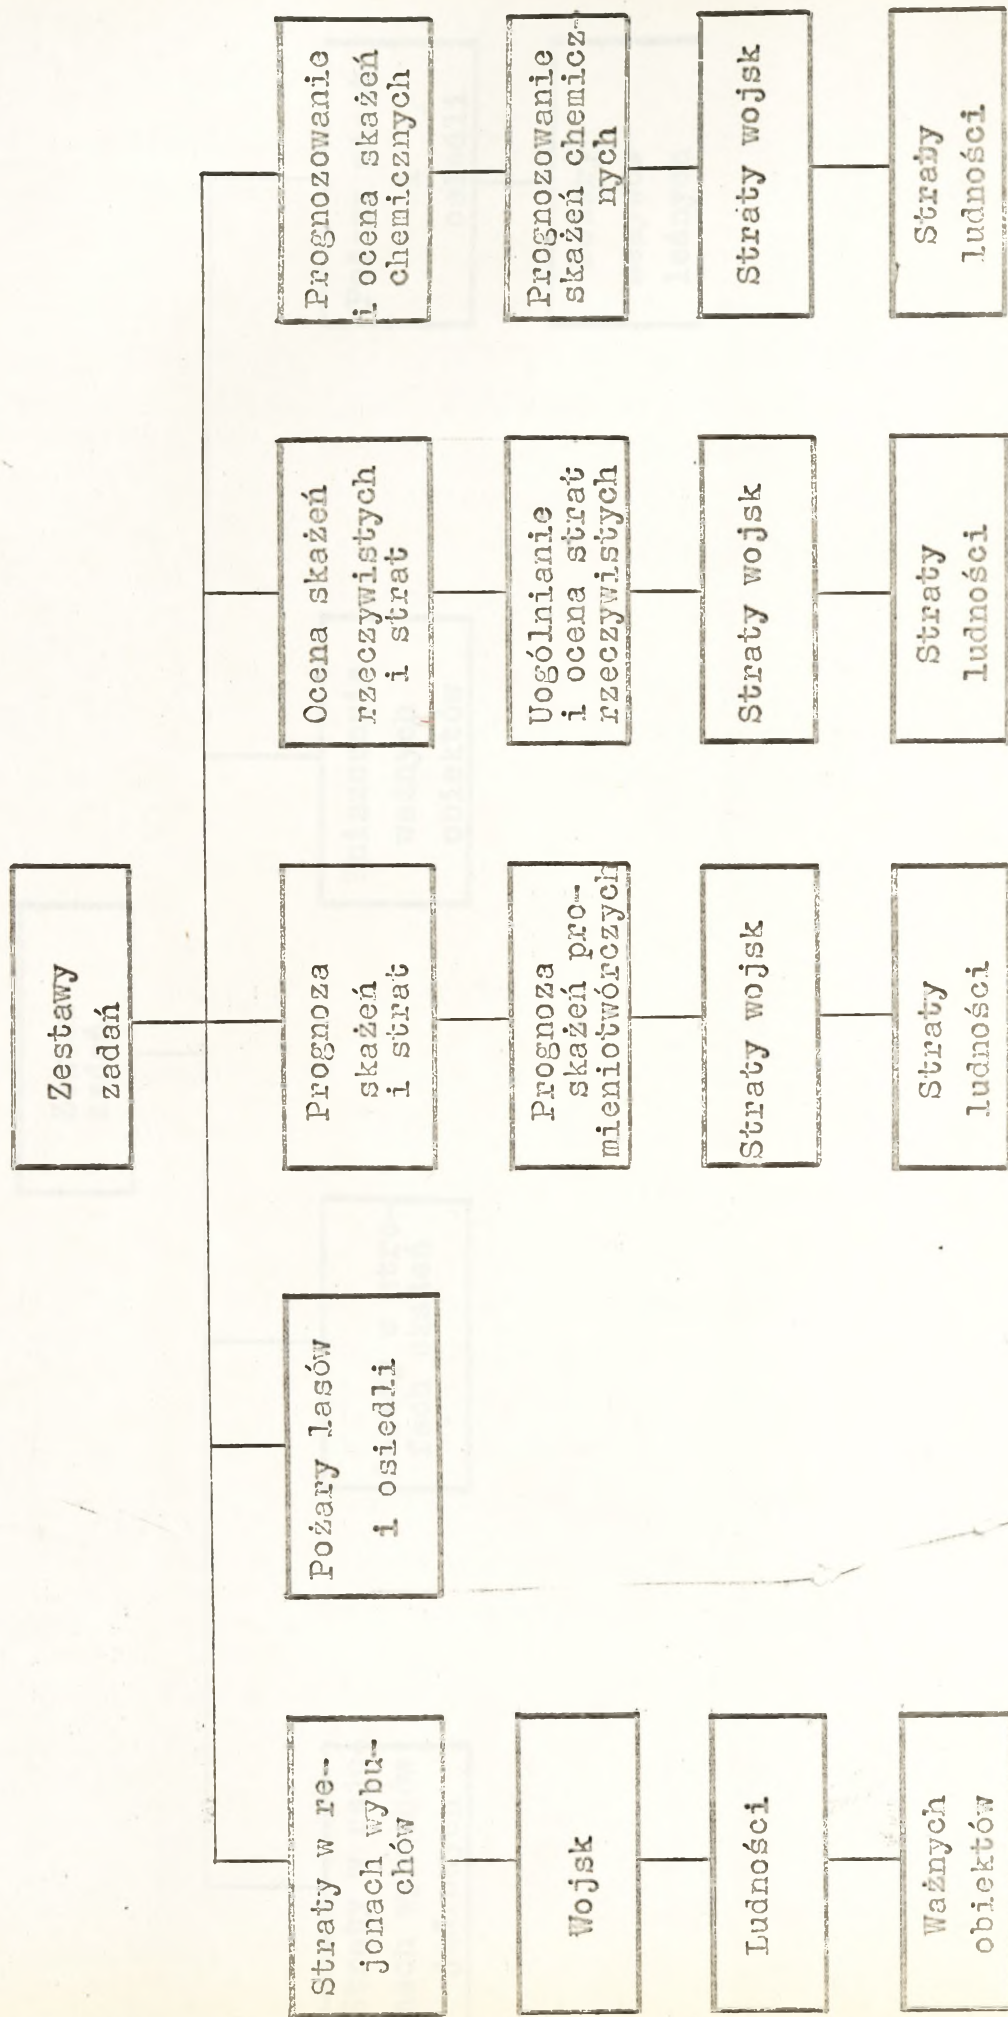 Zestawy
zadań
Straty w re-
jonach wybu-
chów
Wojsk
Ludności
Ważnych
obiektów
Pożary lasów
i osiedli
Prognoza
skażeń
i strat
Prognoza
skażeń pro-
mieniotwórczych
Straty wojsk
Straty
ludności
Ocena skażeń
rzeczywistych
i strat
Uogólnianie
i ocena strat
rzeczywistych
Straty wojsk
Straty
ludności
Prognozowanie
i ocena skażeń
chemicznych
Prognozowanie
skażeń chemicz-
nych
Straty wojsk
Straty
ludności